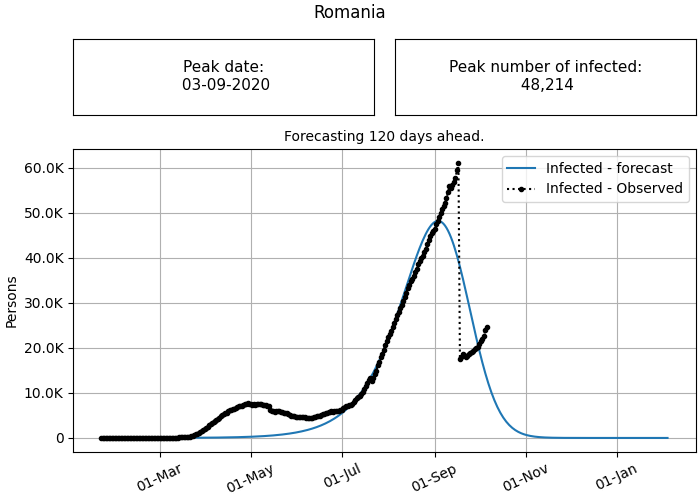 Romania
Peak date:
03-09-2020
Peak number of infected:
48,214
Forecasting 120 days ahead.
Infected - forecast
Infected - Observed
60.0K
50.0K
40.0K
30.0K
20.0K
10.0K
0
Persons
01-Mar
01-May
01-Jul
01-Sep
01-Nov
01-Jan